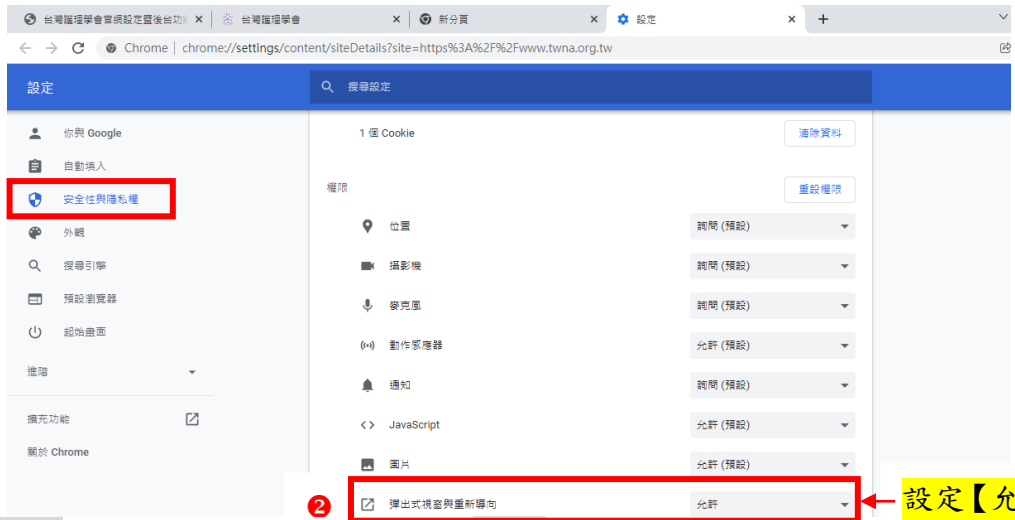 台灣護理學會官網設定暨後台功能
台灣護理學會
新分頁
設定
Chrome | chrome://settings/content/siteDetails?site=https%3A%2F%2Fwww.twna.org.tw
設定
搜尋設定
你與 Google
自動填入
安全性與隱私權
外觀
搜尋引擎
預設瀏覽器
起始畫面
進階
擴充功能
關於 Chrome
1 個 Cookie
清除資料
權限
重設權限
位置
詢問 (預設)
攝影機
詢問 (預設)
麥克風
詢問 (預設)
動作感應器
允許 (預設)
通知
詢問 (預設)
JavaScript
允許 (預設)
圖片
允許 (預設)
❷
彈出式視窗與重新導向
允許
設定【允